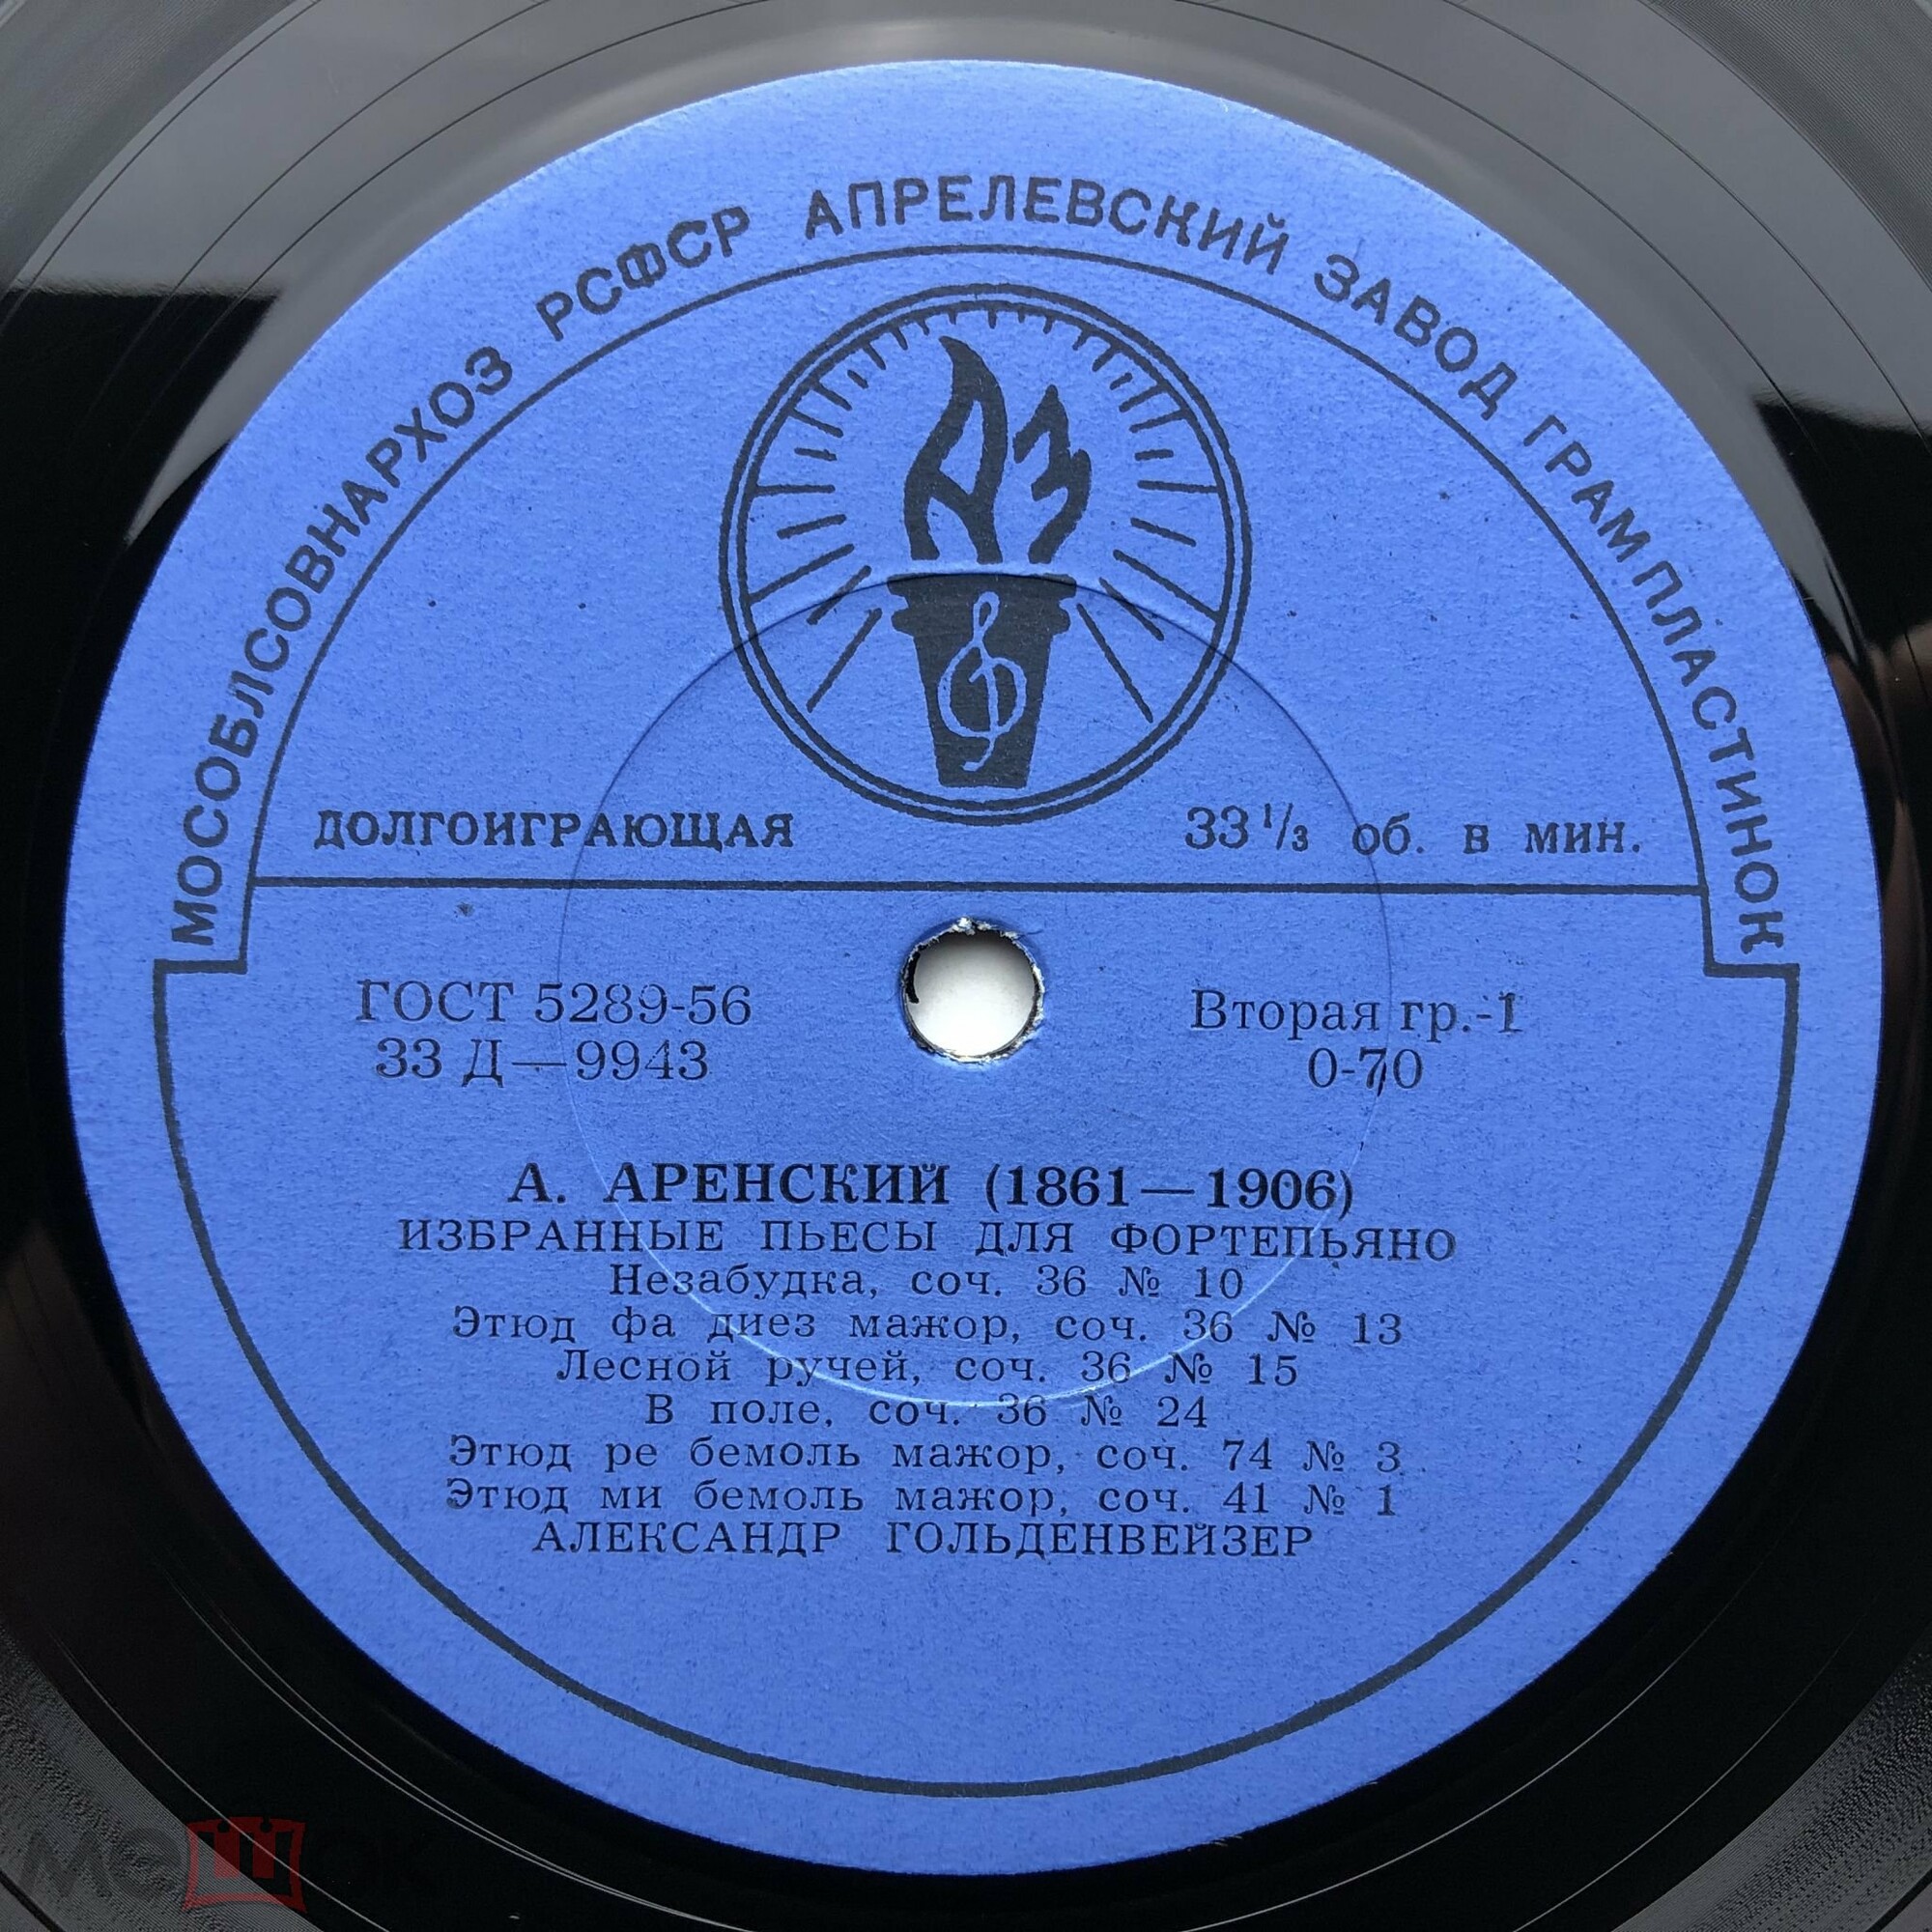 МОСОБЛСОВНАРХОЗ РСФСР АПРЕЛЕВСКИЙ ЗАВОД ГРАМПЛАСТИНОК
АЗ
ДОЛГОИГРАЮЩАЯ 33 1/3 об. в мин.
ГОСТ 5289-56 Вторая гр.-1
33 Д—9943 0-70
А. АРЕНСКИЙ (1861—1906)
ИЗБРАННЫЕ ПЬЕСЫ ДЛЯ ФОРТЕПЬЯНО
Незабудка, соч. 36 № 10
Этюд фа диез мажор, соч. 36 № 13
Лесной ручей, соч. 36 № 15
В поле, соч. 36 № 24
Этюд ре бемоль мажор, соч. 74 № 3
Этюд ми бемоль мажор, соч. 41 № 1
АЛЕКСАНДР ГОЛЬДЕНВЕЙЗЕР
мешок